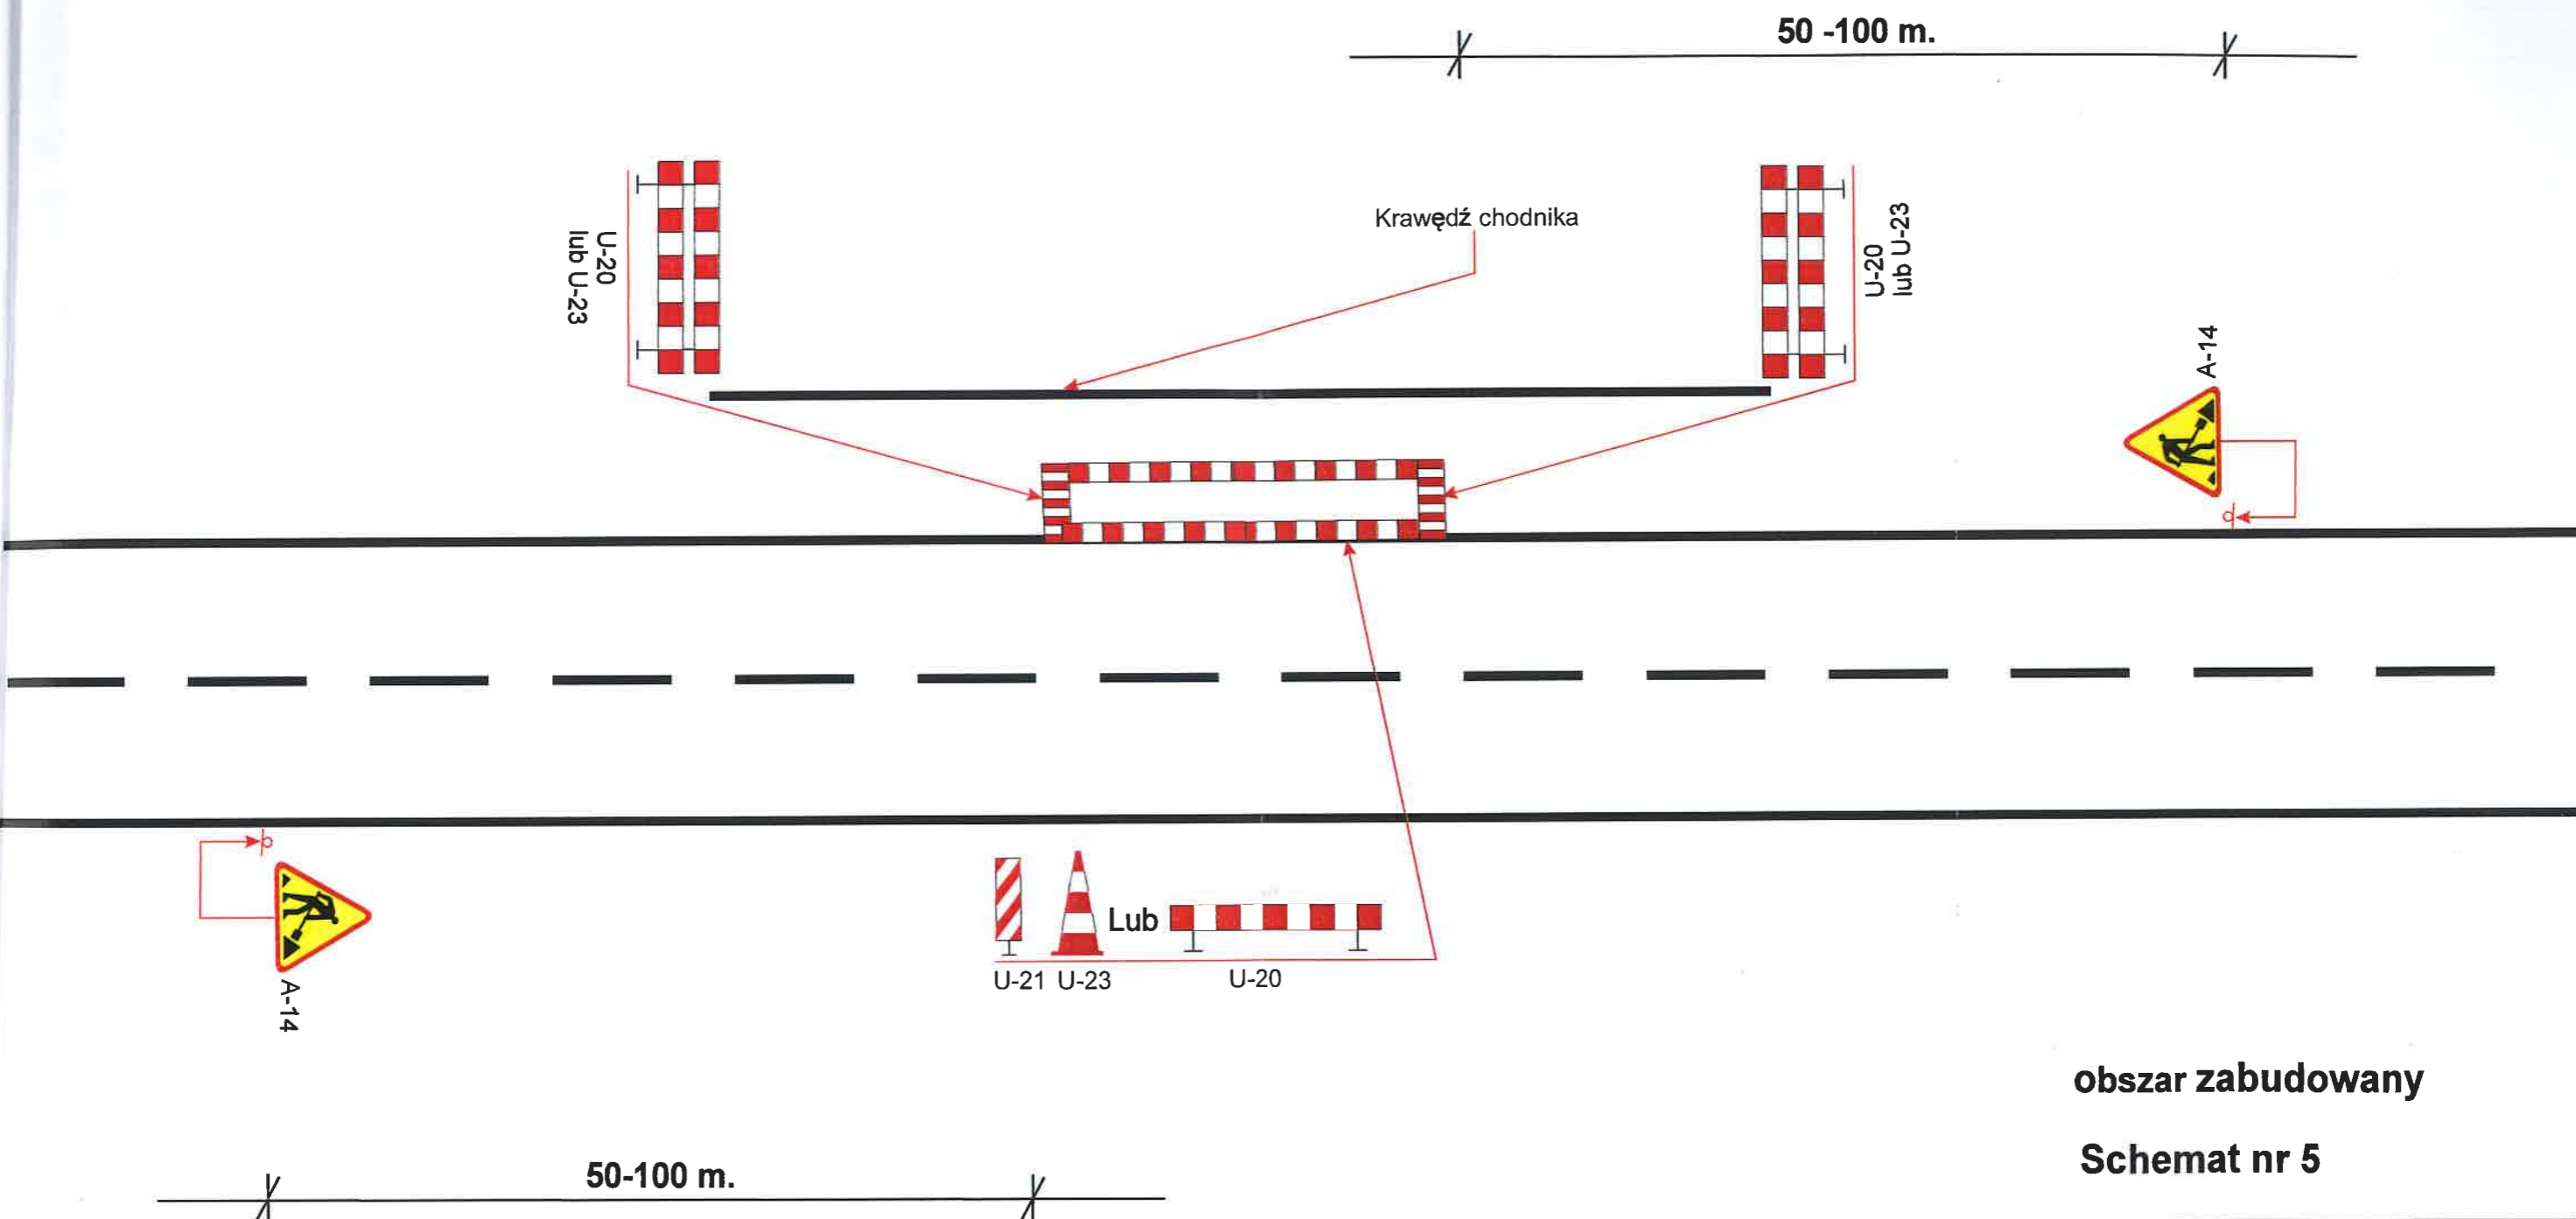 50 -100 m.
U-20
lub U-23
Krawędź chodnika
U-20
lub U-23
A-14
A-14
Lub
U-21 U-23 U-20
obszar zabudowany
Schemat nr 5
50-100 m.